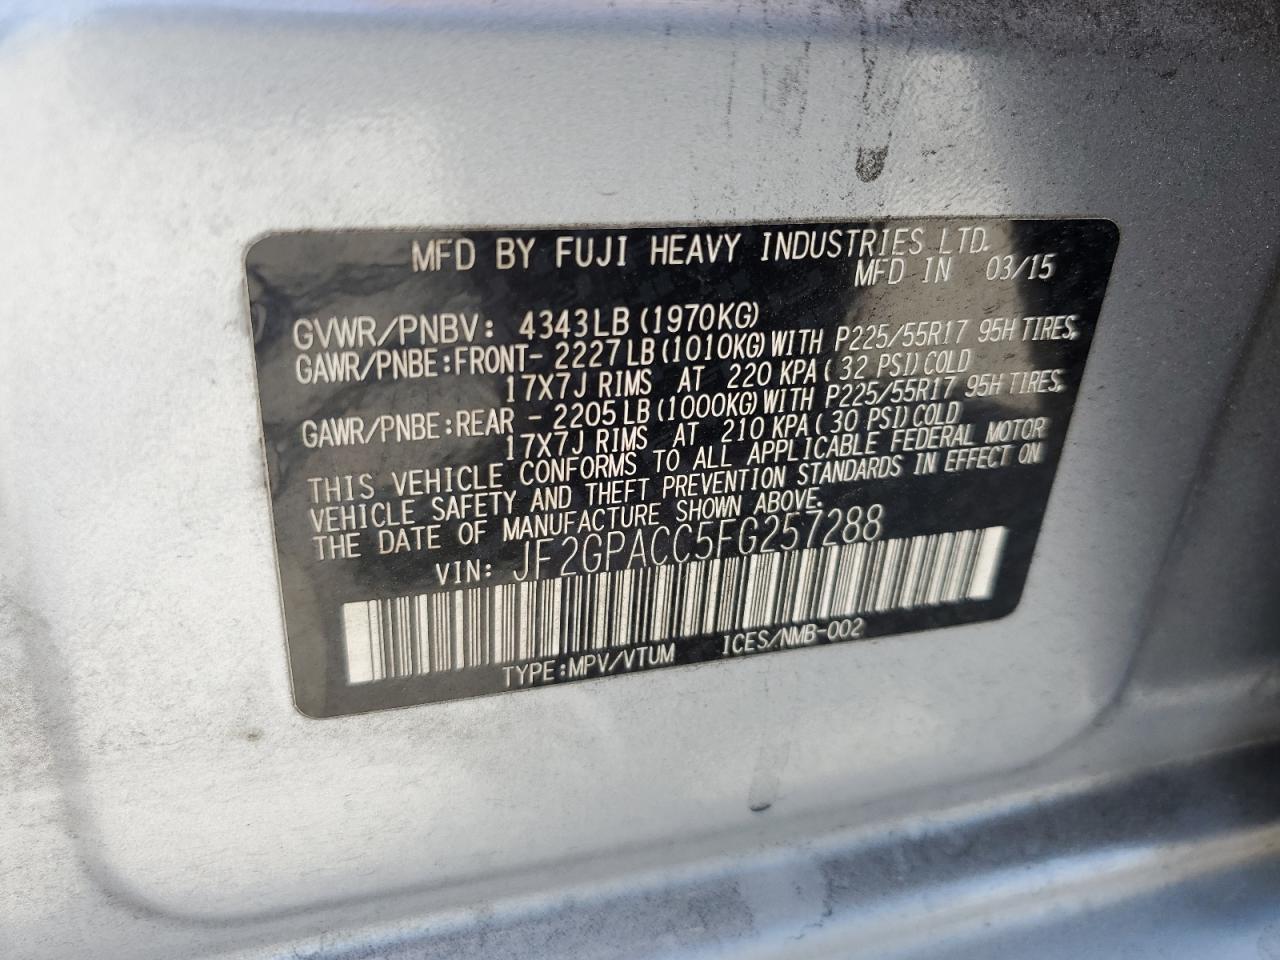 MFD BY FUJI HEAVY INDUSTRIES LTD.
MFD IN 03/15
GVWR/PNBV: 4343LB (1970KG)
GAWR/PNBE:FRONT- 2227LB(1010KG) WITH P225/55R17 95H TIRES,
17X7J RIMS AT 220 KPA( 32 PSI) COLD
GAWR/PNBE:REAR - 2205LB(1000KG) WITH P225/55R17 95H TIRES,
17X7J RIMS AT 210 KPA( 30 PSI) COLD
THIS VEHICLE CONFORMS TO ALL APPLICABLE FEDERAL MOTOR
VEHICLE SAFETY AND THEFT PREVENTION STANDARDS IN EFFECT ON
THE DATE OF MANUFACTURE SHOWN ABOVE.
VIN: JF2GPACC5FG257288
TYPE:MPV/VTUM ICES/NMB-002